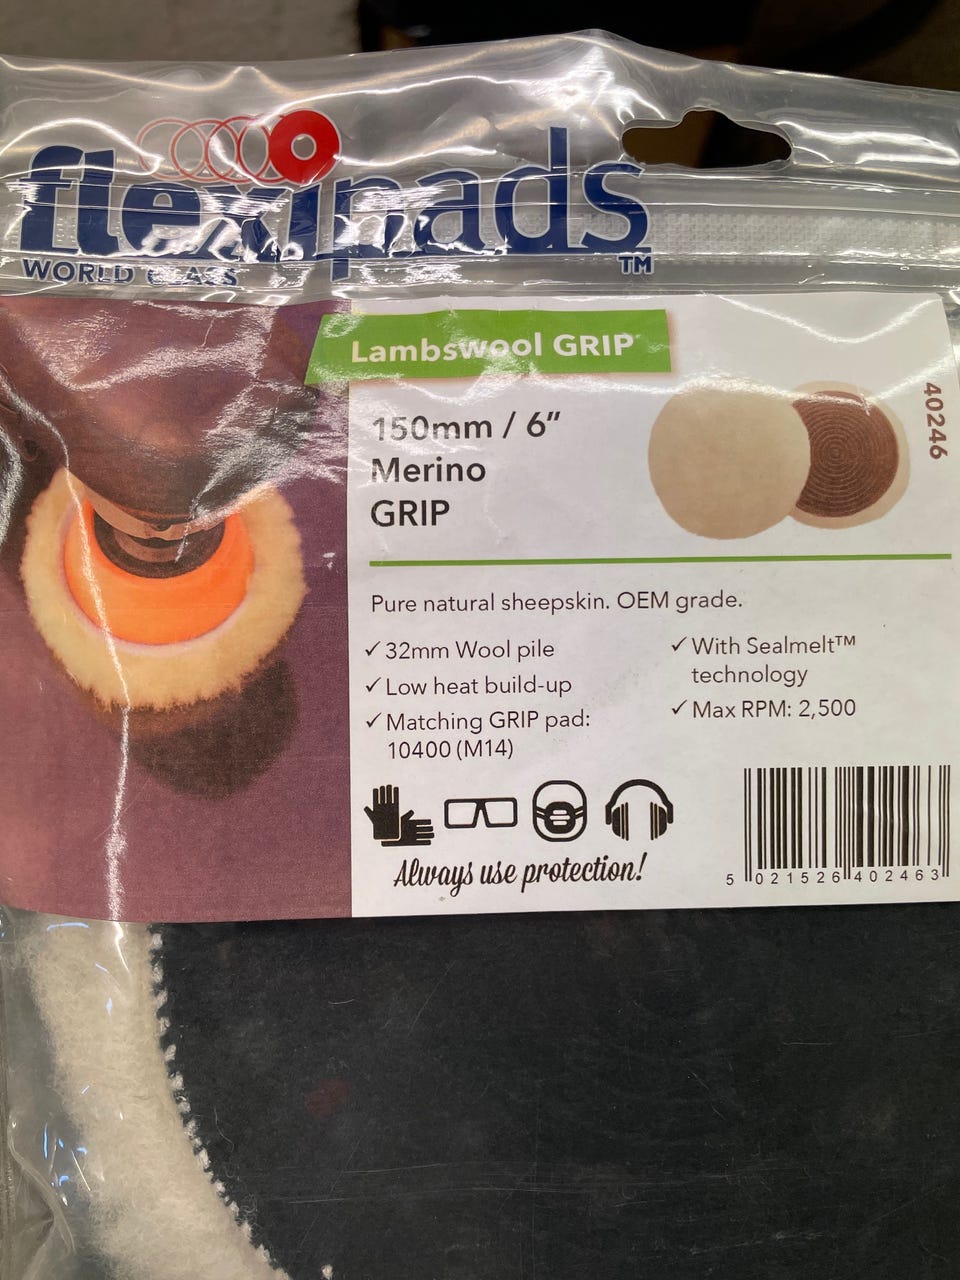 flexipads
WORLD CLASS
TM
Lambswool GRIP
40246
150mm / 6"
Merino
GRIP
Pure natural sheepskin. OEM grade.
✓ 32mm Wool pile
✓ Low heat build-up
✓ Matching GRIP pad:
10400 (M14)
✓ With Sealmelt™
technology
✓ Max RPM: 2,500
Always use protection!
5 021526 402463